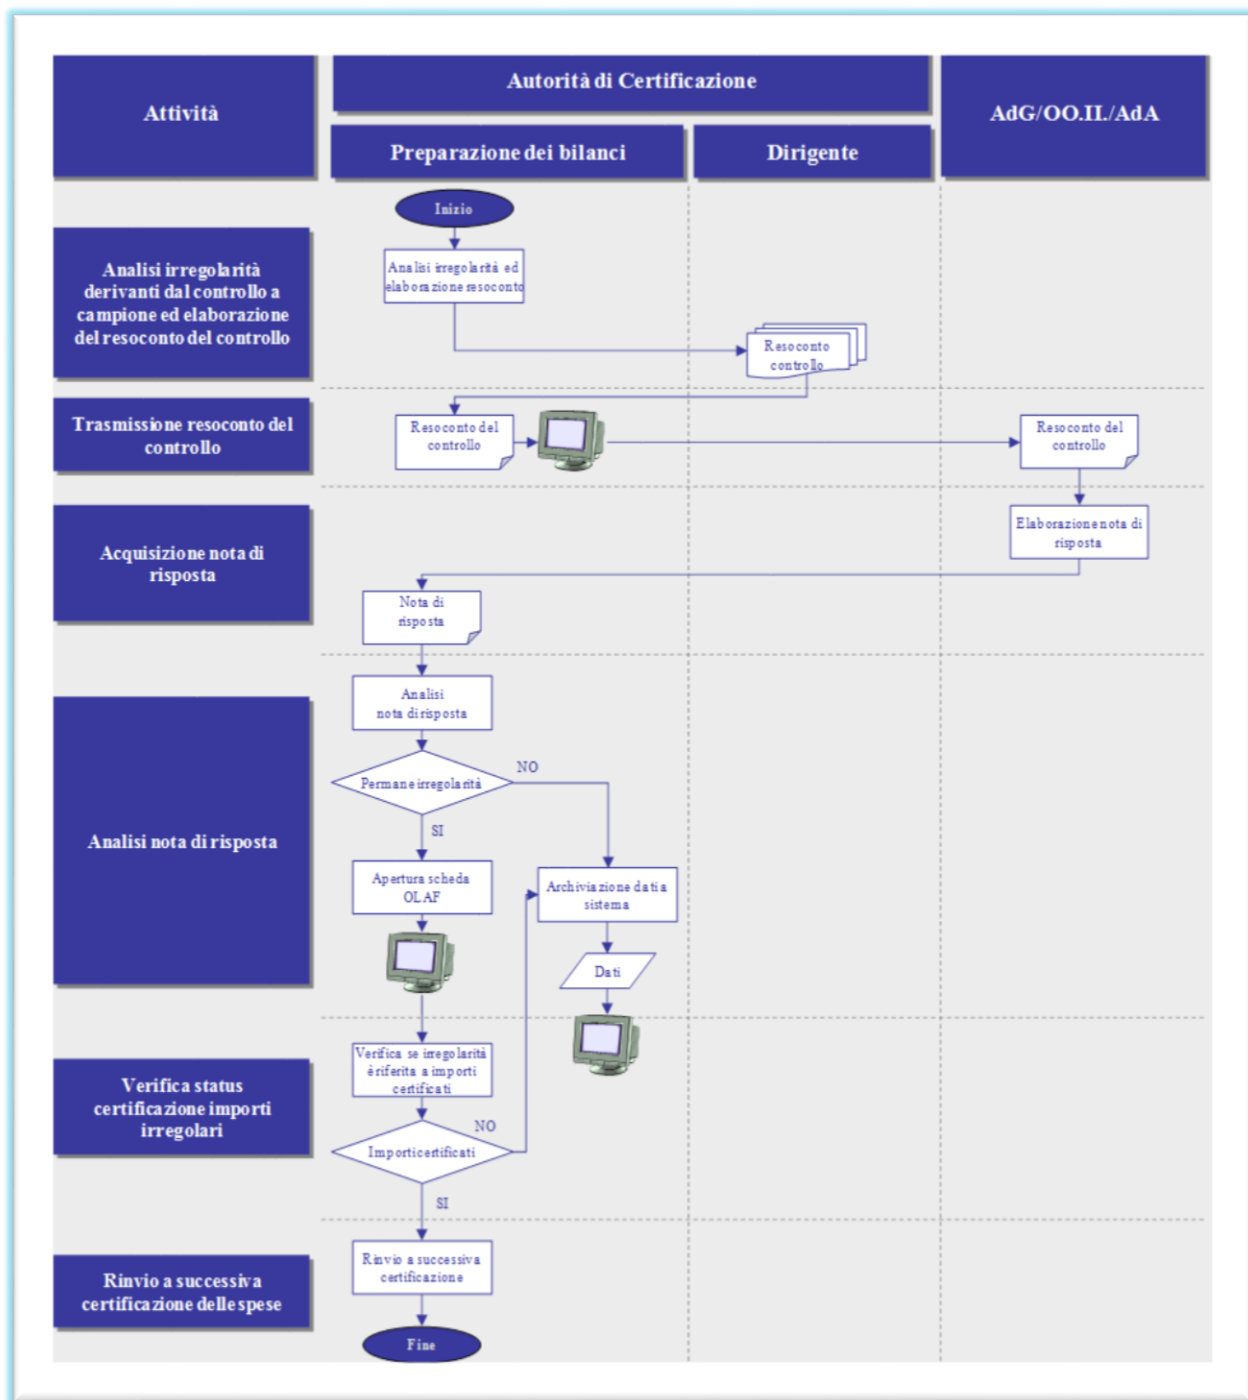 Attività
Autorità di Certificazione
AdG/OO.II./AdA
Preparazione dei bilanci
Dirigente
Inizio
Analisi irregolarità
derivanti dal controllo a
campione ed elaborazione
del resoconto del controllo
Analisi irregolarità ed
elaborazione resoconto
Resoconto
controllo
Trasmissione resoconto del
controllo
Resoconto del
controllo
Resoconto del
controllo
Acquisizione nota di
risposta
Elaborazione nota di
risposta
Nota di
risposta
Analisi nota di risposta
Analisi
nota di risposta
Permane irregolarità
NO
SI
Apertura scheda
OLAF
Archiviazione dati a
sistema
Dati
Verifica status
certificazione importi
irregolari
Verifica se irregolarità
è riferita a importi
certificati
Importi certificati
NO
SI
Rinvio a successiva
certificazione delle spese
Rinvio a successiva
certificazione
Fine